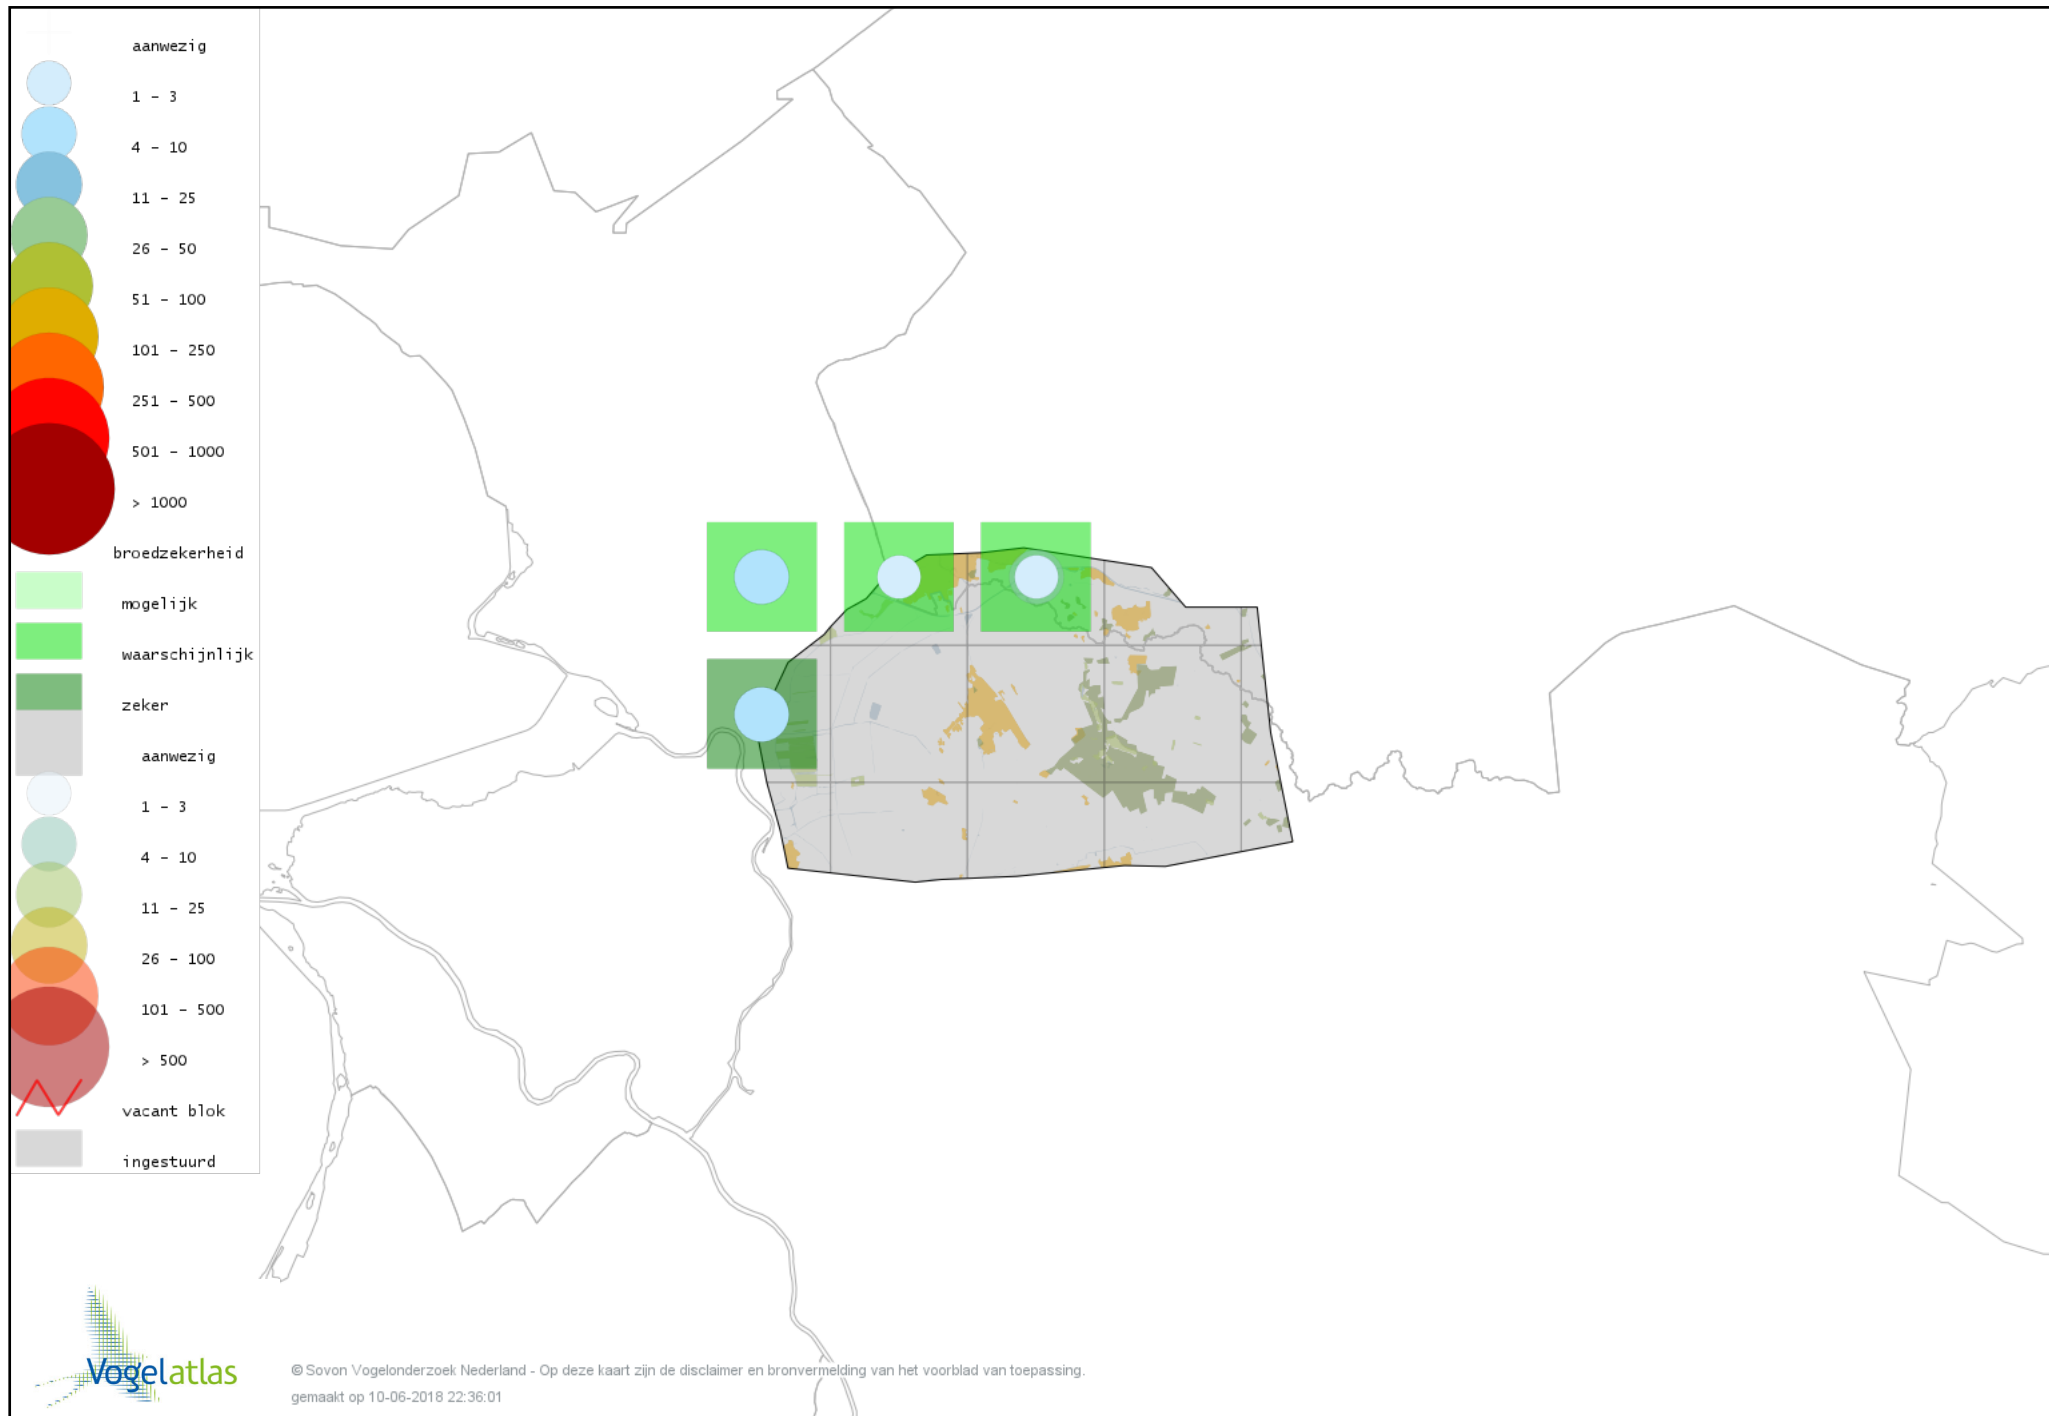 aanwezig
1 - 3
4 - 10
11 - 25
26 - 50
51 - 100
101 - 250
251 - 500
501 - 1000
> 1000
broedzekerheid
mogelijk
waarschijnlijk
zeker
aanwezig
1 - 3
4 - 10
11 - 25
26 - 100
101 - 500
> 500
vacant blok
ingestuurd
Vogelatlas
© Sovon Vogelonderzoek Nederland - Op deze kaart zijn de disclaimer en bronvermelding van het voorblad van toepassing.
gemaakt op 10-06-2018 22:36:01